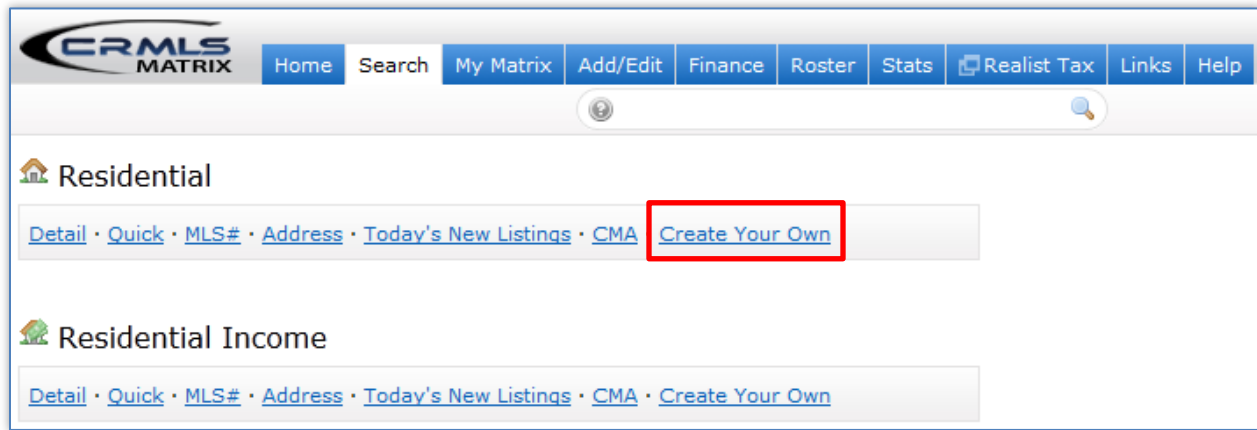 CRMLS
MATRIX
Home Search My Matrix Add/Edit Finance Roster Stats Realist Tax Links Help
Residential
Detail · Quick · MLS# · Address · Today's New Listings · CMA Create Your Own
Residential Income
Detail · Quick · MLS# · Address · Today's New Listings · CMA · Create Your Own